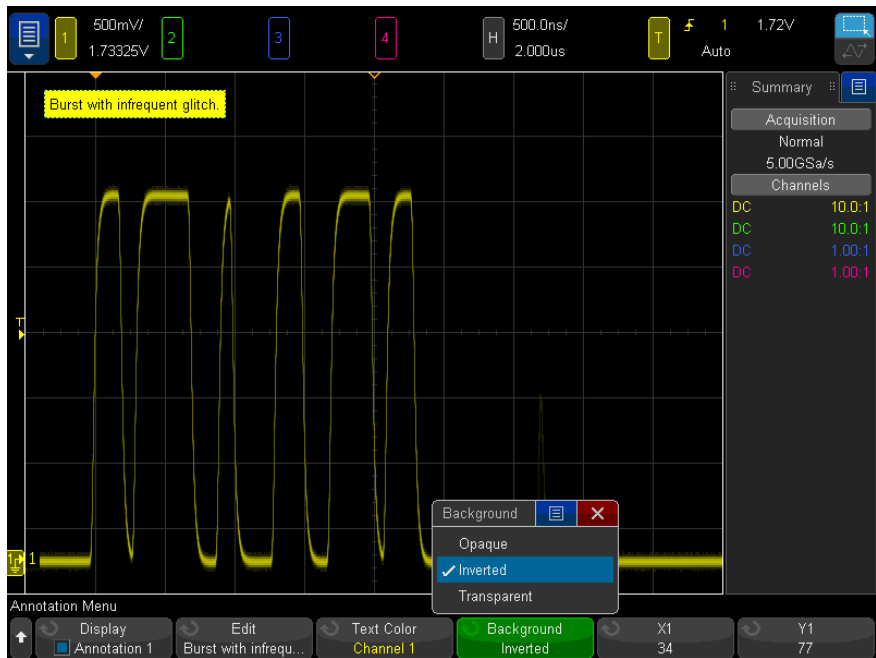 1
500mV/
1.73325V
2
3
4
H
500.0ns/
2.000us
T
1
1.72V
Auto
Burst with infrequent glitch.
Summary
Acquisition
Normal
5.00GSa/s
Channels
DC 10.0:1
DC 10.0:1
DC 1.00:1
DC 1.00:1
T
1
Background
Opaque
Inverted
Transparent
Annotation Menu
Display
Annotation 1
Edit
Burst with infrequ...
Text Color
Channel 1
Background
Inverted
X1
34
Y1
77